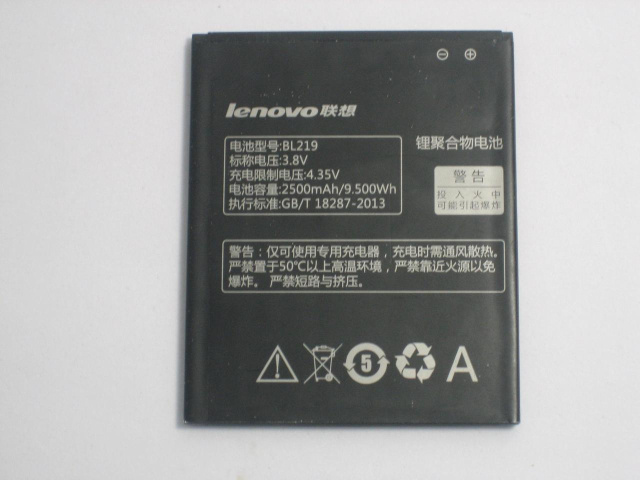 ⊖ ⊕
lenovo联想
电池型号:BL219
标称电压:3.8V
充电限制电压:4.35V
电池容量:2500mAh/9.500Wh
执行标准:GB/T 18287-2013
锂聚合物电池
警告
投入火中
可能引起爆炸
警告：仅可使用专用充电器，充电时需通风散热。
严禁置于50℃以上高温环境，严禁靠近火源以免
爆炸。严禁短路与挤压。
5
A